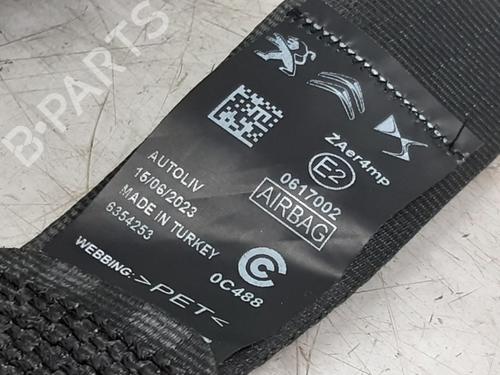 ZAer4mP
E2
0617002
AIRBAG
AUTOLIV
15/06/2023
MADE IN TURKEY
6354253
0C488
WEBBING: >PET<
B-PARTS